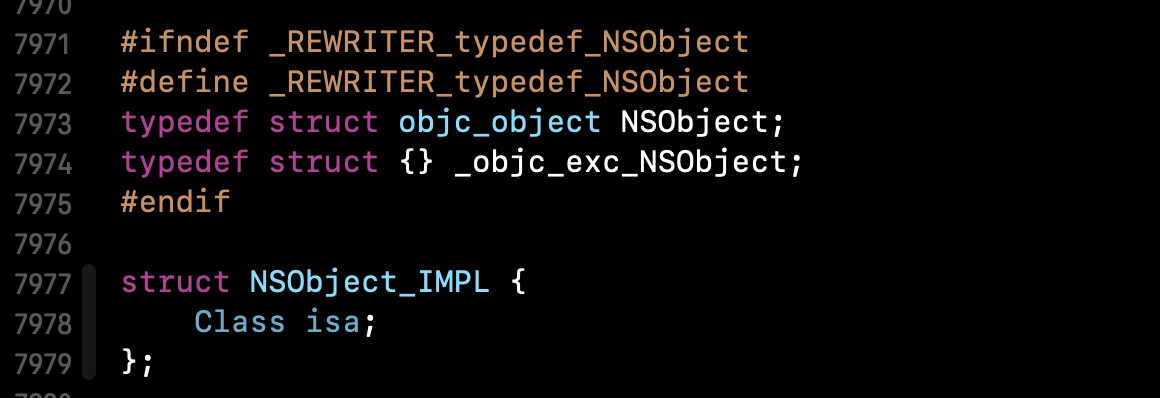 7970
7971 #ifndef _REWRITER_typedef_NSObject
7972 #define _REWRITER_typedef_NSObject
7973 typedef struct objc_object NSObject;
7974 typedef struct {} _objc_exc_NSObject;
7975 #endif
7976
7977 struct NSObject_IMPL {
7978 Class isa;
7979 };
7980